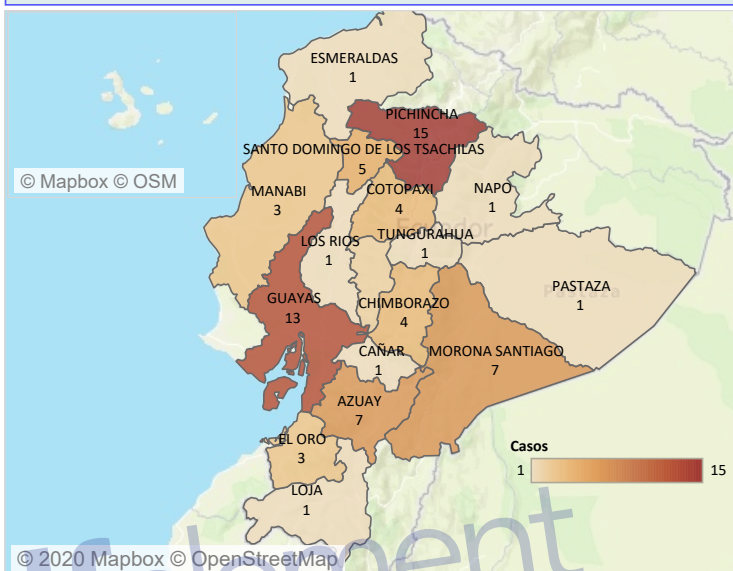 ESMERALDAS
1
PICHINCHA
15
SANTO DOMINGO DE LOS TSACHILAS
5
© Mapbox © OSM
MANABI
3
COTOPAXI
4
NAPO
1
Ecuador
TUNGURAHUA
1
LOS RIOS
1
PASTAZA
1
Pastaza
GUAYAS
13
CHIMBORAZO
4
CAÑAR
1
MORONA SANTIAGO
7
AZUAY
7
EL ORO
3
Casos
1
15
LOJA
1
© 2020 Mapbox © OpenStreetMap